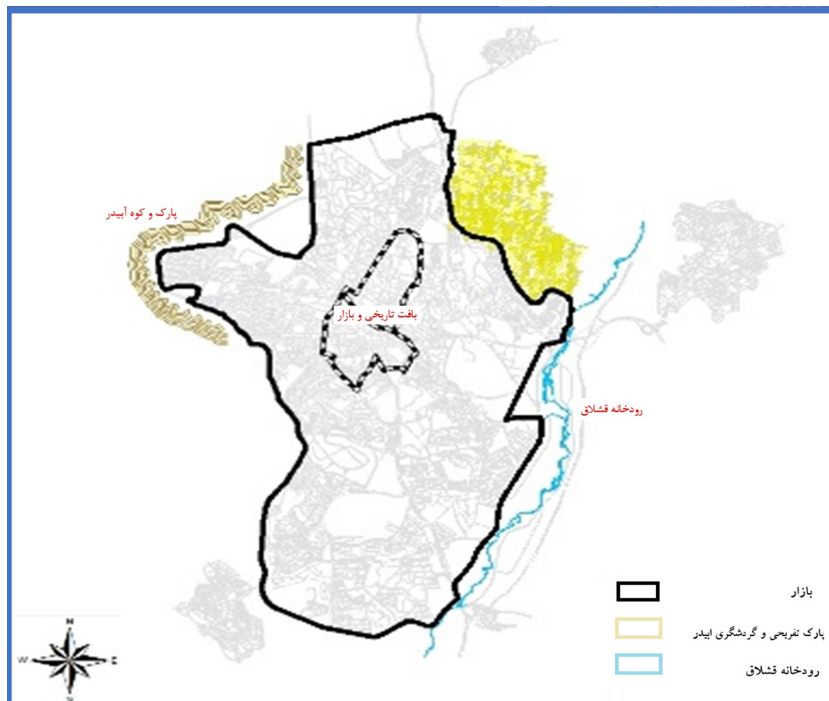 پارک و کوه آبیدر
بافت تاریخی و بازار
رودخانه قشلاق
بازار
پارک تفریحی و گردشگری ابیدر
رودخانه قشلاق
N
W E
S